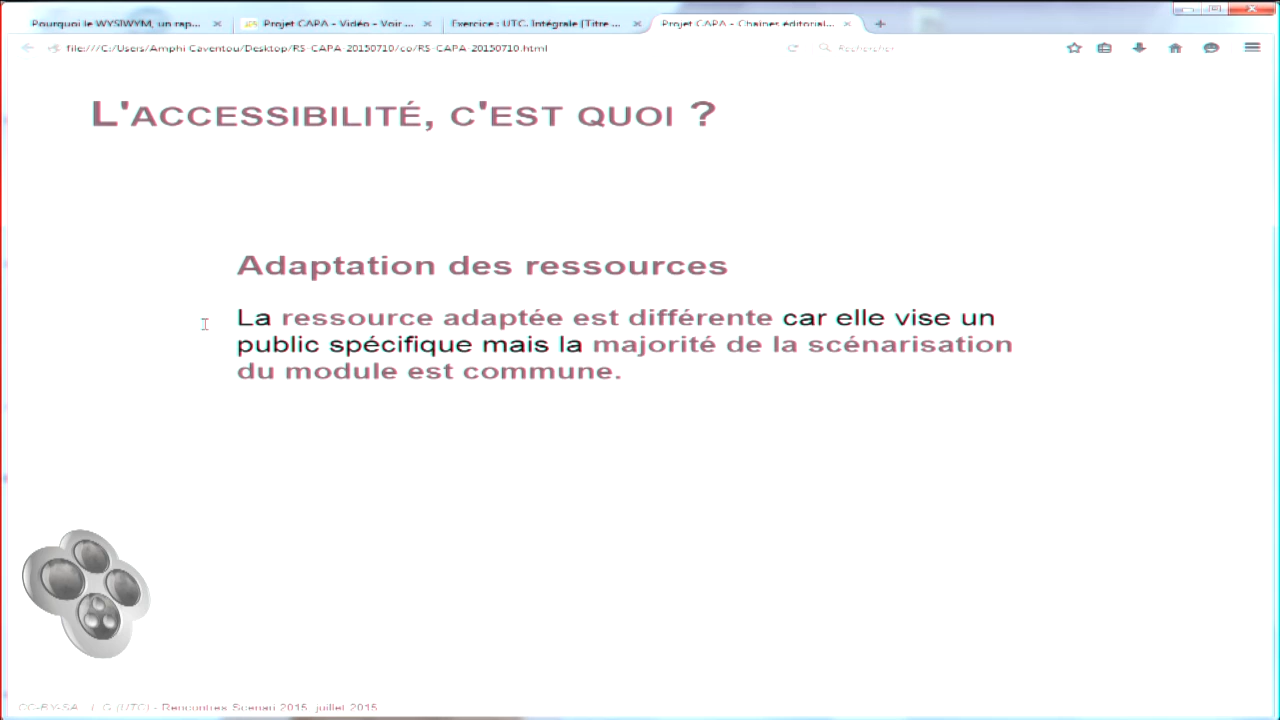 Pourquoi le WYSIWYM, un rap...
Projet CAPA - Vidéo - Voir ...
Exercice : UTC. Intégrale [Titre ...
Projet CAPA - Chaînes éditorial...
file:///C:/Users/Amphi Caventou/Desktop/RS-CAPA-20150710/co/RS-CAPA-20150710.html
Rechercher
L'ACCESSIBILITÉ, C'EST QUOI ?
Adaptation des ressources
La ressource adaptée est différente car elle vise un
public spécifique mais la majorité de la scénarisation
du module est commune.
CC-BY-SA (UTC) - Rencontres Scenari 2015, juillet 2015